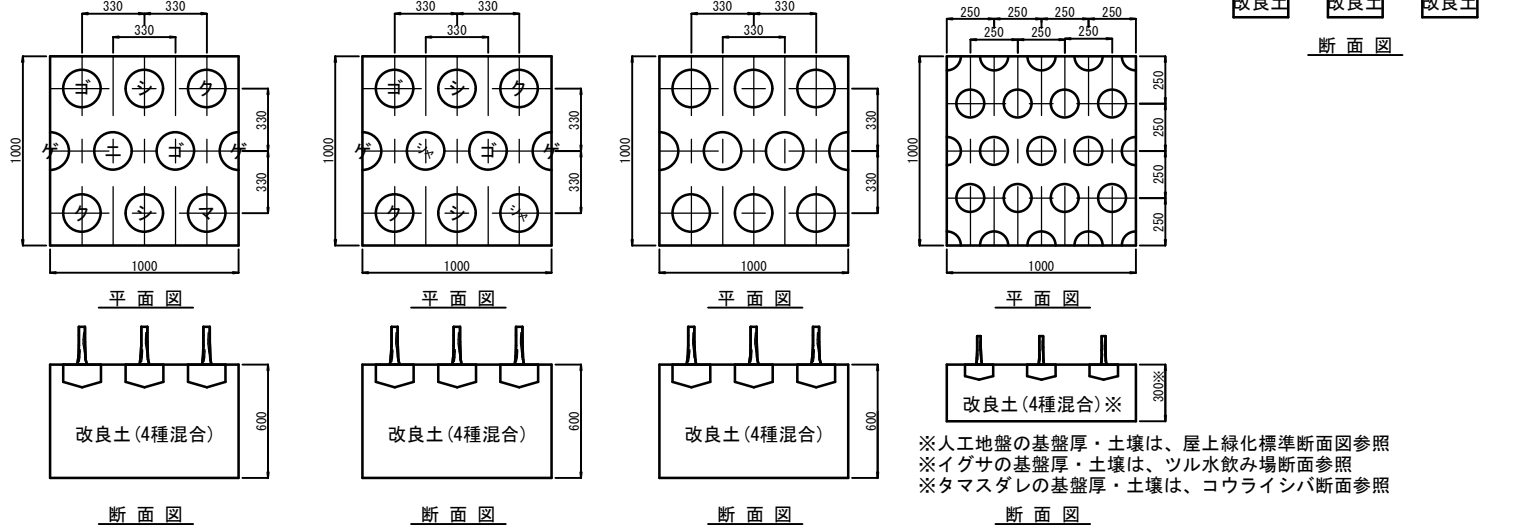 330 330
330
ゴ シ ク
ゲ エ ゴ ゲ
ク シ マ
330
330
1000
1000
平面図
改良土(4種混合)
600
断面図
330 330
330
ゴ シ ク
ゲ シャ ゴ ゲ
ク シ シャ
330
330
1000
1000
平面図
改良土(4種混合)
600
断面図
330 330
330
330
330
1000
1000
平面図
改良土(4種混合)
600
断面図
250 250 250 250
250 250 250
250
250
250
250
1000
1000
平面図
改良土(4種混合)※
300※
※人工地盤の基盤厚・土壌は、屋上緑化標準断面図参照
※イグサの基盤厚・土壌は、ツル水飲み場断面参照
※タマスダレの基盤厚・土壌は、コウライシバ断面参照
断面図
改良土 改良土 改良土
断面図